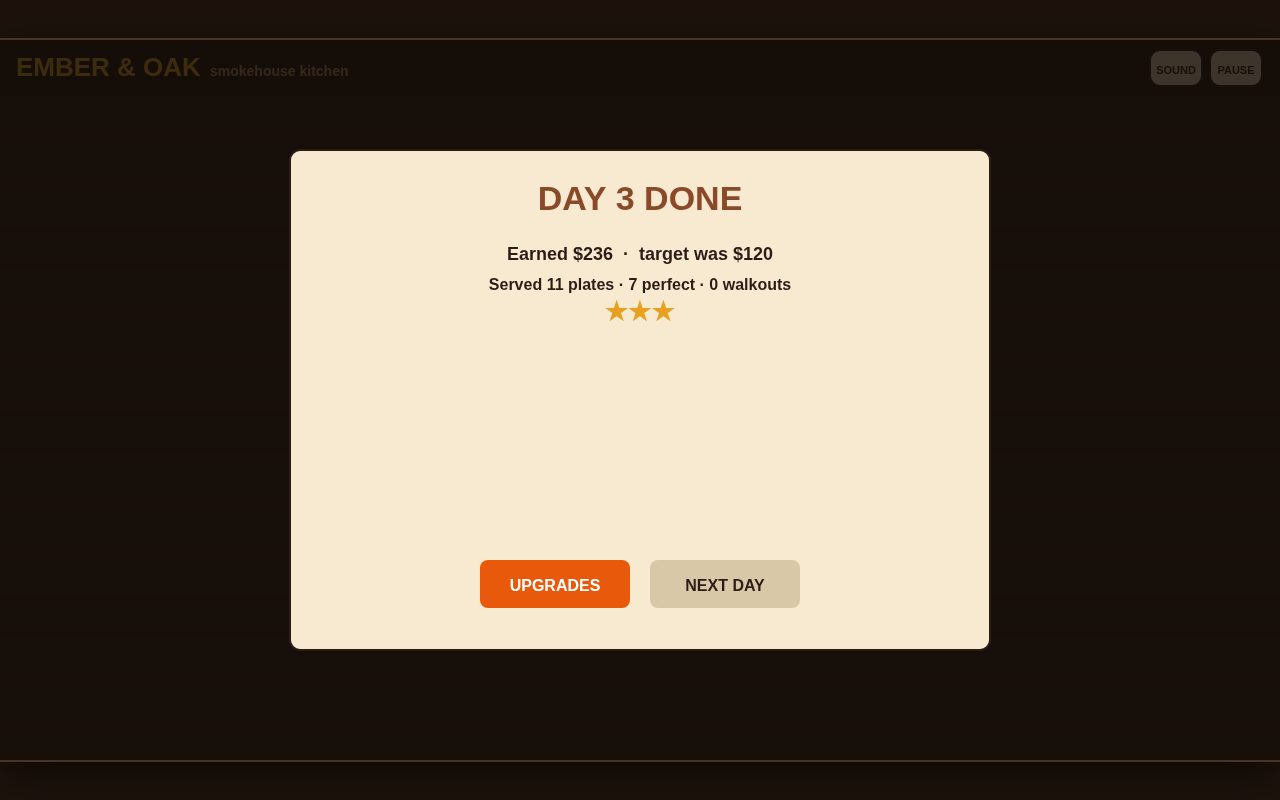 EMBER & OAK smokehouse kitchen
SOUND
PAUSE
DAY 3 DONE
Earned $236 · target was $120
Served 11 plates · 7 perfect · 0 walkouts
★★★
UPGRADES
NEXT DAY